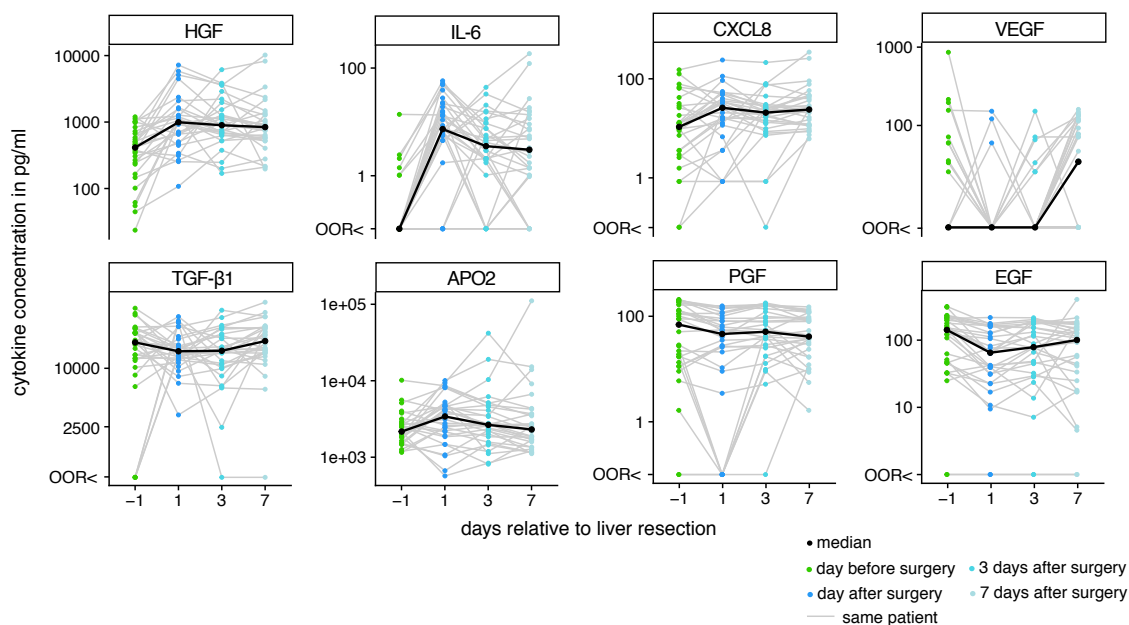 HGF
IL-6
CXCL8
VEGF
10000
1000
100
100
1
OOR<
100
1
OOR<
1000
100
OOR<
cytokine concentration in pg/ml
TGF-β1
APO2
PGF
EGF
10000
2500
OOR<
1e+05
1e+04
1e+03
100
1
OOR<
100
10
OOR<
−1 1 3 7
−1 1 3 7
−1 1 3 7
−1 1 3 7
days relative to liver resection
median
day before surgery
3 days after surgery
day after surgery
7 days after surgery
same patient